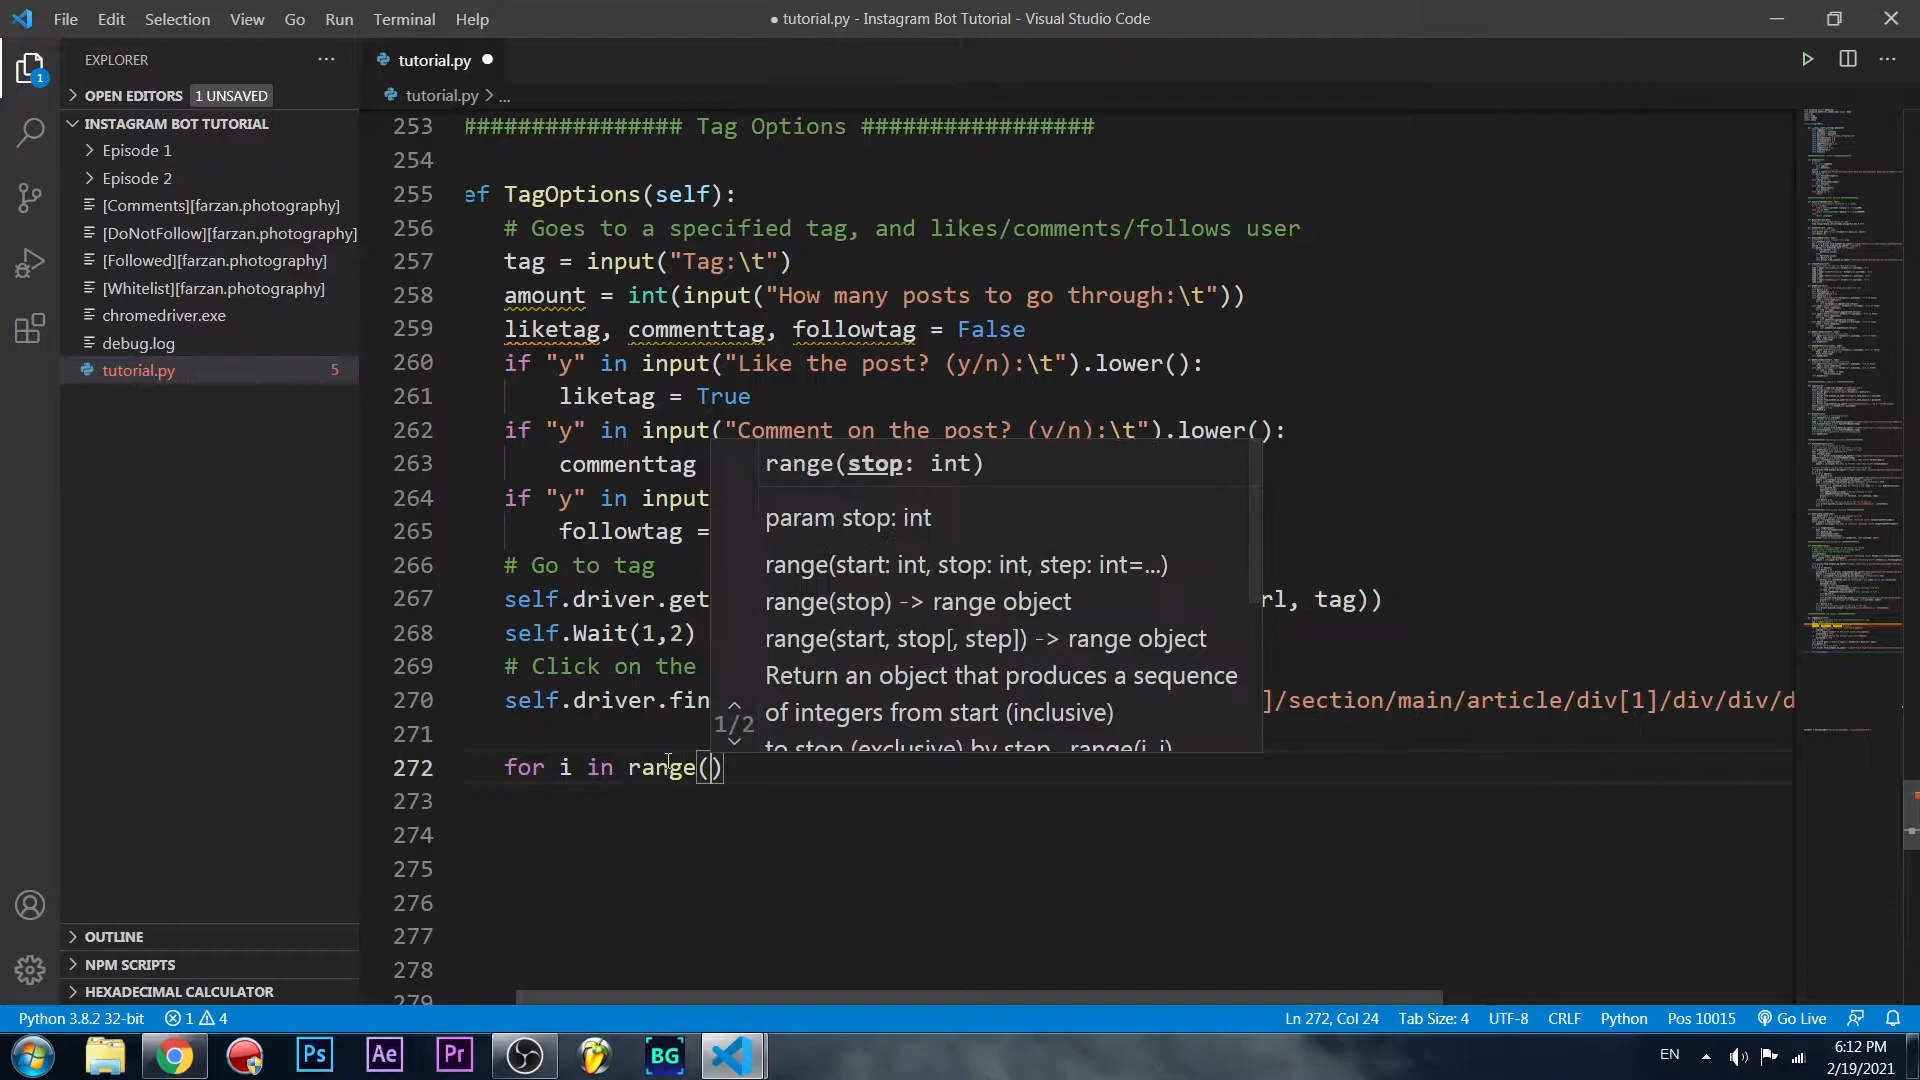 File Edit Selection View Go Run Terminal Help
● tutorial.py - Instagram Bot Tutorial - Visual Studio Code
EXPLORER
OPEN EDITORS 1 UNSAVED
INSTAGRAM BOT TUTORIAL
Episode 1
Episode 2
[Comments][farzan.photography]
[DoNotFollow][farzan.photography]
[Followed][farzan.photography]
[Whitelist][farzan.photography]
chromedriver.exe
debug.log
tutorial.py 5
OUTLINE
NPM SCRIPTS
HEXADECIMAL CALCULATOR
1
tutorial.py
tutorial.py > ...
253 ################ Tag Options #################
254
255 ef TagOptions(self):
256 # Goes to a specified tag, and likes/comments/follows user
257 tag = input("Tag:\t")
258 amount = int(input("How many posts to go through:\t"))
259 liketag, commenttag, followtag = False
260 if "y" in input("Like the post? (y/n):\t").lower():
261 liketag = True
262 if "y" in input("Comment on the post? (y/n):\t").lower():
263 commenttag
264 if "y" in input
265 followtag =
266 # Go to tag
267 self.driver.get rl, tag))
268 self.Wait(1,2)
269 # Click on the
270 self.driver.fin ]/section/main/article/div[1]/div/div/d
271
272 for i in range()
273
274
275
276
277
278
279
range(stop: int)
param stop: int
range(start: int, stop: int, step: int=...)
range(stop) -> range object
range(start, stop[, step]) -> range object
Return an object that produces a sequence
1/2
of integers from start (inclusive)
to stop (exclusive) by step. range(i, j)
Python 3.8.2 32-bit 1 4
Ln 272, Col 24 Tab Size: 4 UTF-8 CRLF Python Pos 10015 Go Live
Ps Ae Pr BG
EN
6:12 PM
2/19/2021